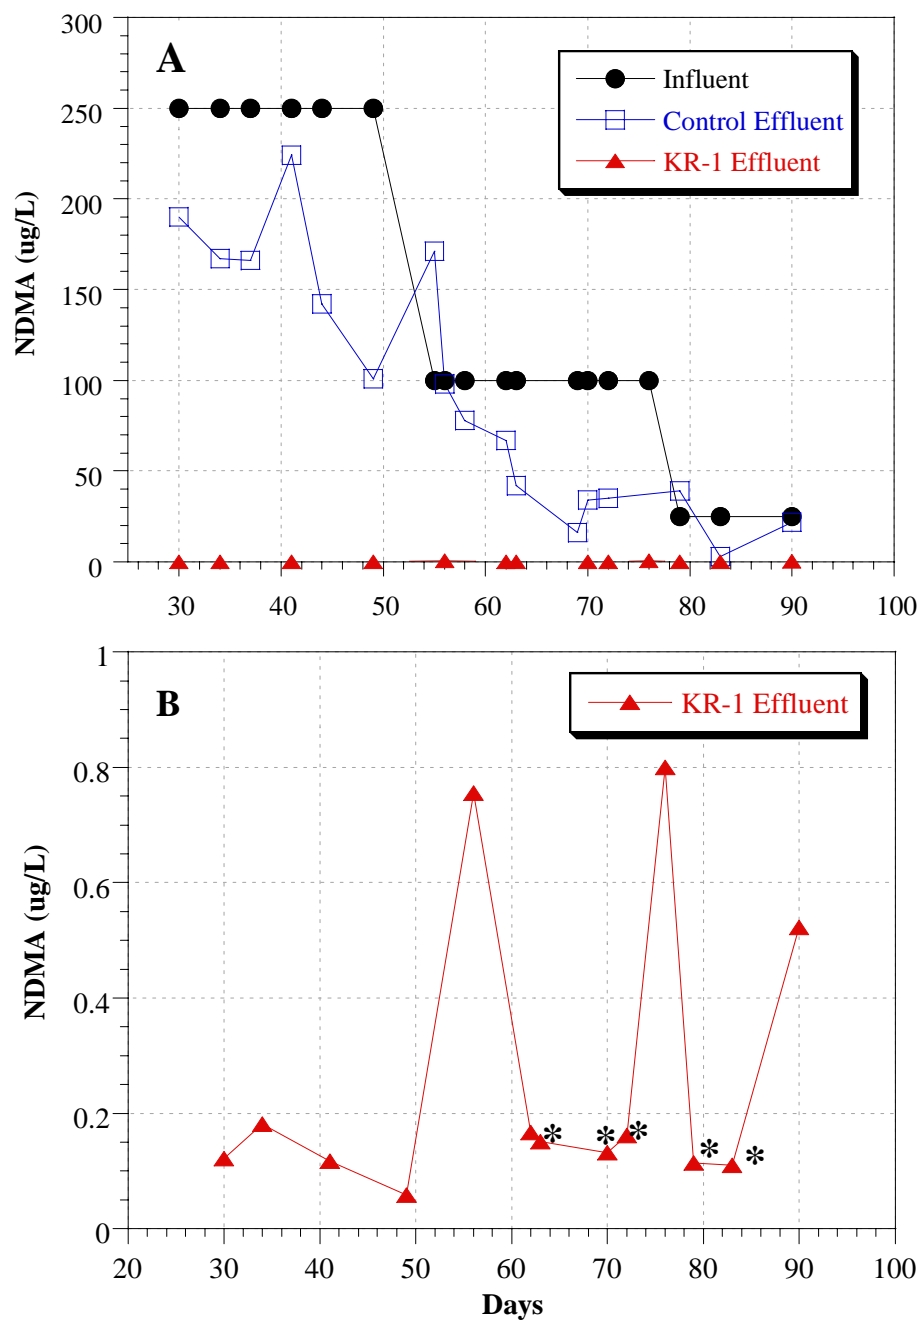 300
A
Influent
250
Control Effluent
KR-1 Effluent
200
NDMA (ug/L)
150
100
50
0
30 40 50 60 70 80 90 100
1
B
KR-1 Effluent
0.8
0.6
NDMA (ug/L)
0.4
0.2
* * * * *
0
20 30 40 50 60 70 80 90 100
Days